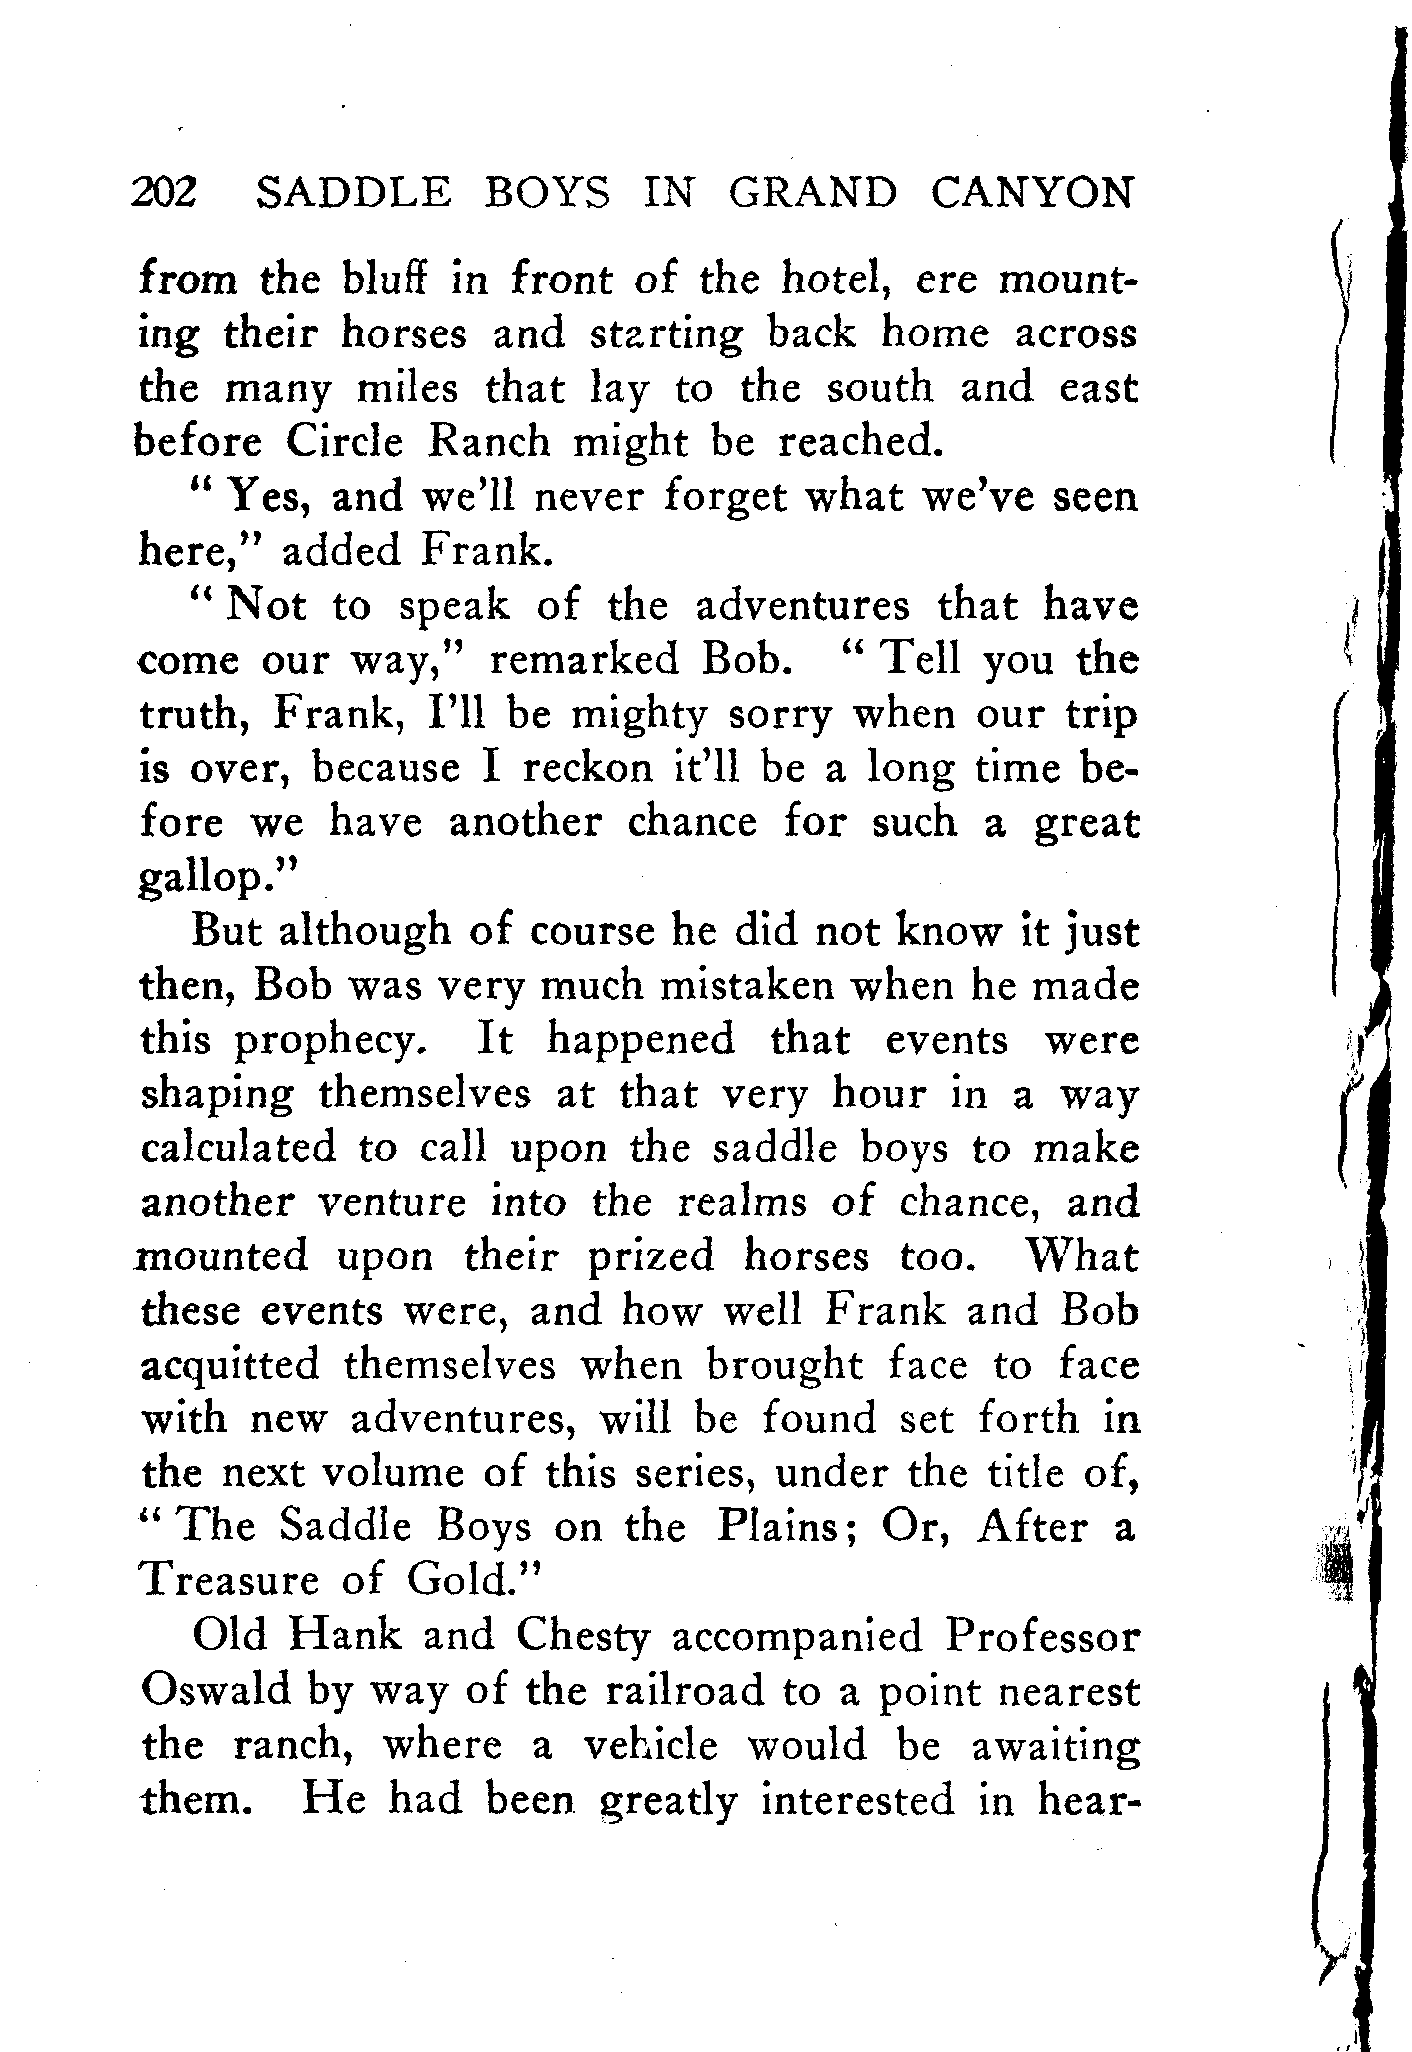 202 SADDLE BOYS IN GRAND CANYON
from the bluff in front of the hotel, ere mount-
ing their horses and starting back home across
the many miles that lay to the south and east
before Circle Ranch might be reached.
“ Yes, and we’ll never forget what we’ve seen
here,” added Frank.
“ Not to speak of the adventures that have
come our way,” remarked Bob. “ Tell you the
truth, Frank, I’ll be mighty sorry when our trip
is over, because I reckon it’ll be a long time be-
fore we have another chance for such a great
gallop.”
But although of course he did not know it just
then, Bob was very much mistaken when he made
this prophecy. It happened that events were
shaping themselves at that very hour in a way
calculated to call upon the saddle boys to make
another venture into the realms of chance, and
mounted upon their prized horses too. What
these events were, and how well Frank and Bob
acquitted themselves when brought face to face
with new adventures, will be found set forth in
the next volume of this series, under the title of,
“ The Saddle Boys on the Plains; Or, After a
Treasure of Gold.”
Old Hank and Chesty accompanied Professor
Oswald by way of the railroad to a point nearest
the ranch, where a vehicle would be awaiting
them. He had been greatly interested in hear-